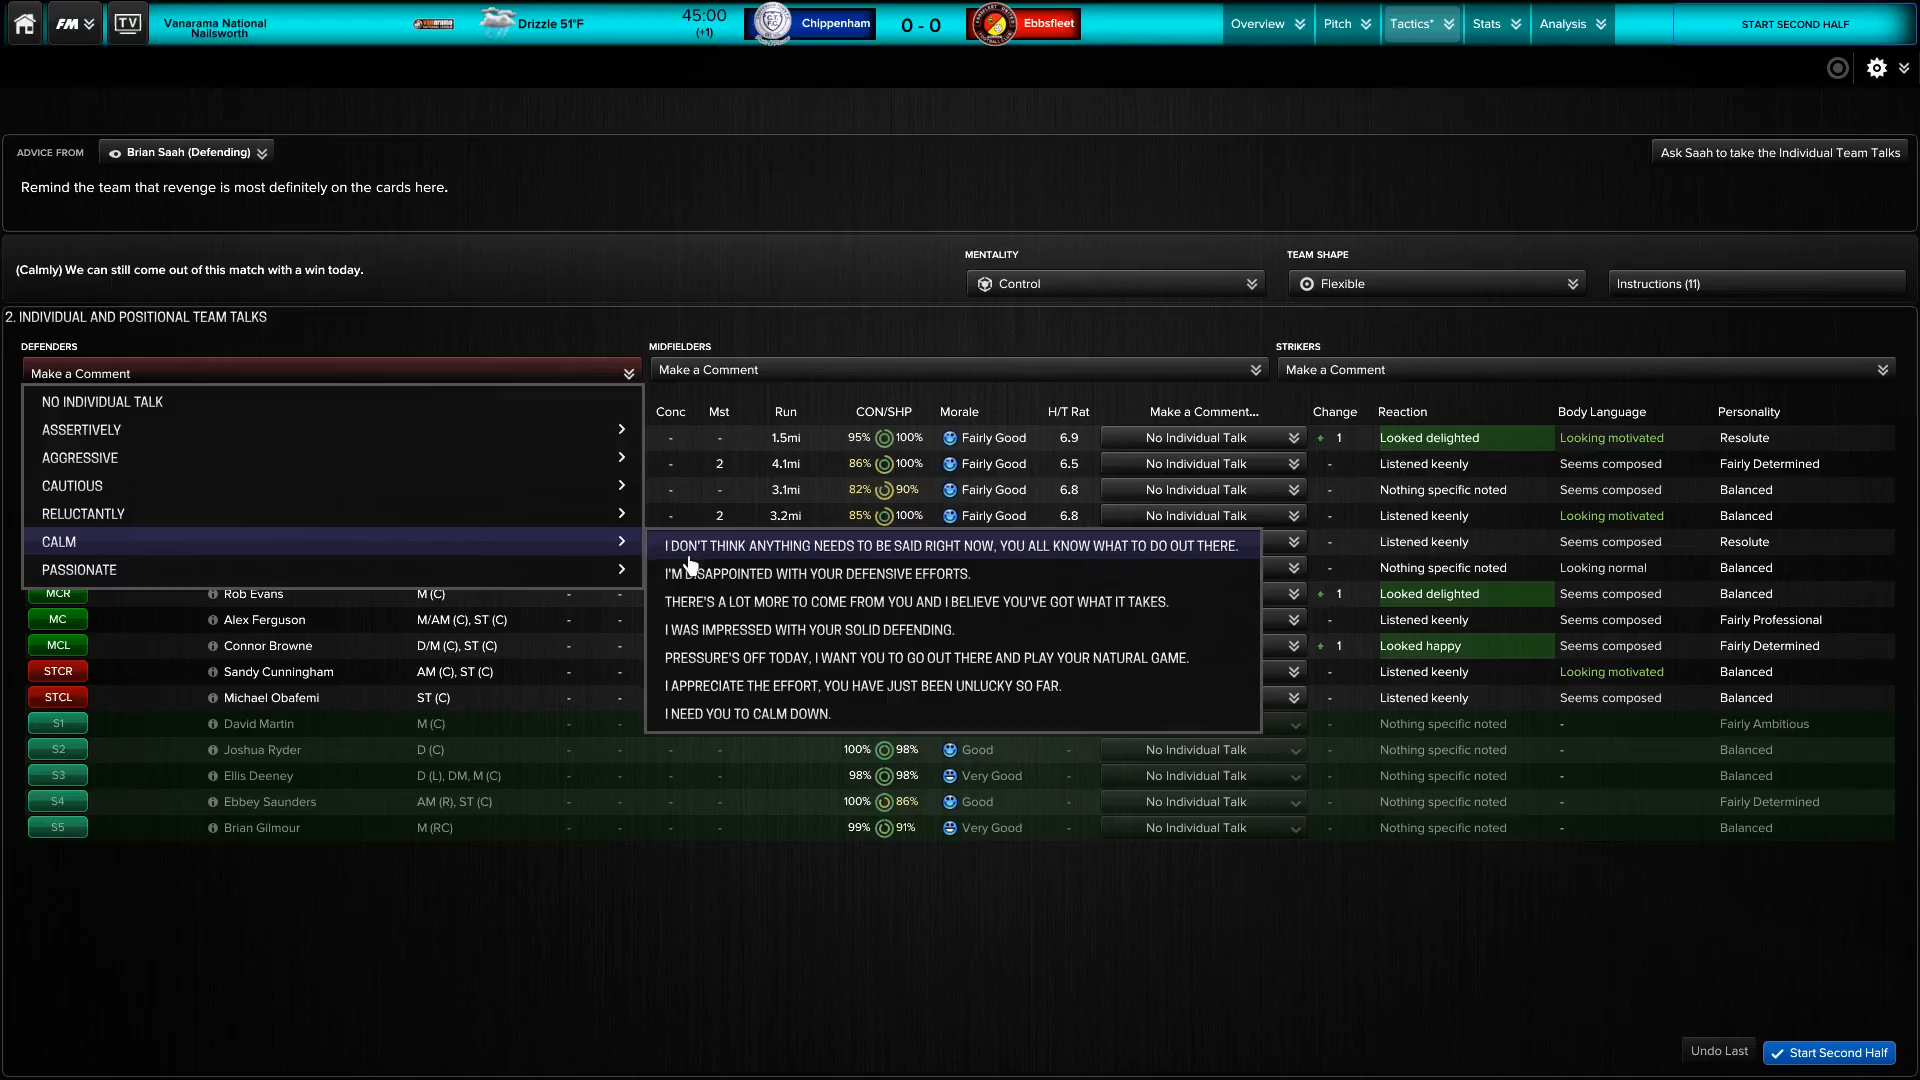 FM
TV
Vanarama National
Nailsworth
Drizzle 51°F
45:00
(+1)
Chippenham
0 - 0
Ebbsfleet
Overview
Pitch
Tactics*
Stats
Analysis
START SECOND HALF
ADVICE FROM
Brian Saah (Defending)
Ask Saah to take the Individual Team Talks
Remind the team that revenge is most definitely on the cards here.
MENTALITY
TEAM SHAPE
(Calmly) We can still come out of this match with a win today.
Control
Flexible
Instructions (11)
2. INDIVIDUAL AND POSITIONAL TEAM TALKS
DEFENDERS
MIDFIELDERS
STRIKERS
Make a Comment
Make a Comment
Make a Comment
NO INDIVIDUAL TALK
ASSERTIVELY
AGGRESSIVE
CAUTIOUS
RELUCTANTLY
CALM
PASSIONATE
I DON'T THINK ANYTHING NEEDS TO BE SAID RIGHT NOW, YOU ALL KNOW WHAT TO DO OUT THERE.
I'M DISAPPOINTED WITH YOUR DEFENSIVE EFFORTS.
THERE'S A LOT MORE TO COME FROM YOU AND I BELIEVE YOU'VE GOT WHAT IT TAKES.
I WAS IMPRESSED WITH YOUR SOLID DEFENDING.
PRESSURE'S OFF TODAY, I WANT YOU TO GO OUT THERE AND PLAY YOUR NATURAL GAME.
I APPRECIATE THE EFFORT, YOU HAVE JUST BEEN UNLUCKY SO FAR.
I NEED YOU TO CALM DOWN.
Conc Mst Run CON/SHP Morale H/T Rat Make a Comment... Change Reaction Body Language Personality
- - 1.5mi 95% 100% Fairly Good 6.9 No Individual Talk 1 Looked delighted Looking motivated Resolute
- 2 4.1mi 86% 100% Fairly Good 6.5 No Individual Talk - Listened keenly Seems composed Fairly Determined
- - 3.1mi 82% 90% Fairly Good 6.8 No Individual Talk - Nothing specific noted Seems composed Balanced
- 2 3.2mi 85% 100% Fairly Good 6.8 No Individual Talk - Listened keenly Looking motivated Balanced
- Listened keenly Seems composed Resolute
- Nothing specific noted Looking normal Balanced
MCR Rob Evans M (C) - - 1 Looked delighted Seems composed Balanced
MC Alex Ferguson M/AM (C), ST (C) - - - Listened keenly Seems composed Fairly Professional
MCL Connor Browne D/M (C), ST (C) - - 1 Looked happy Seems composed Fairly Determined
STCR Sandy Cunningham AM (C), ST (C) - - - Listened keenly Looking motivated Balanced
STCL Michael Obafemi ST (C) - - - Listened keenly Seems composed Balanced
S1 David Martin M (C) - - - Nothing specific noted - Fairly Ambitious
S2 Joshua Ryder D (C) - - - - 100% 98% Good - No Individual Talk - Nothing specific noted - Balanced
S3 Ellis Deeney D (L), DM, M (C) - - - - 98% 98% Very Good - No Individual Talk - Nothing specific noted - Balanced
S4 Ebbey Saunders AM (R), ST (C) - - - - 100% 86% Good - No Individual Talk - Nothing specific noted - Fairly Determined
S5 Brian Gilmour M (RC) - - - - 99% 91% Very Good - No Individual Talk - Nothing specific noted - Balanced
Undo Last
Start Second Half